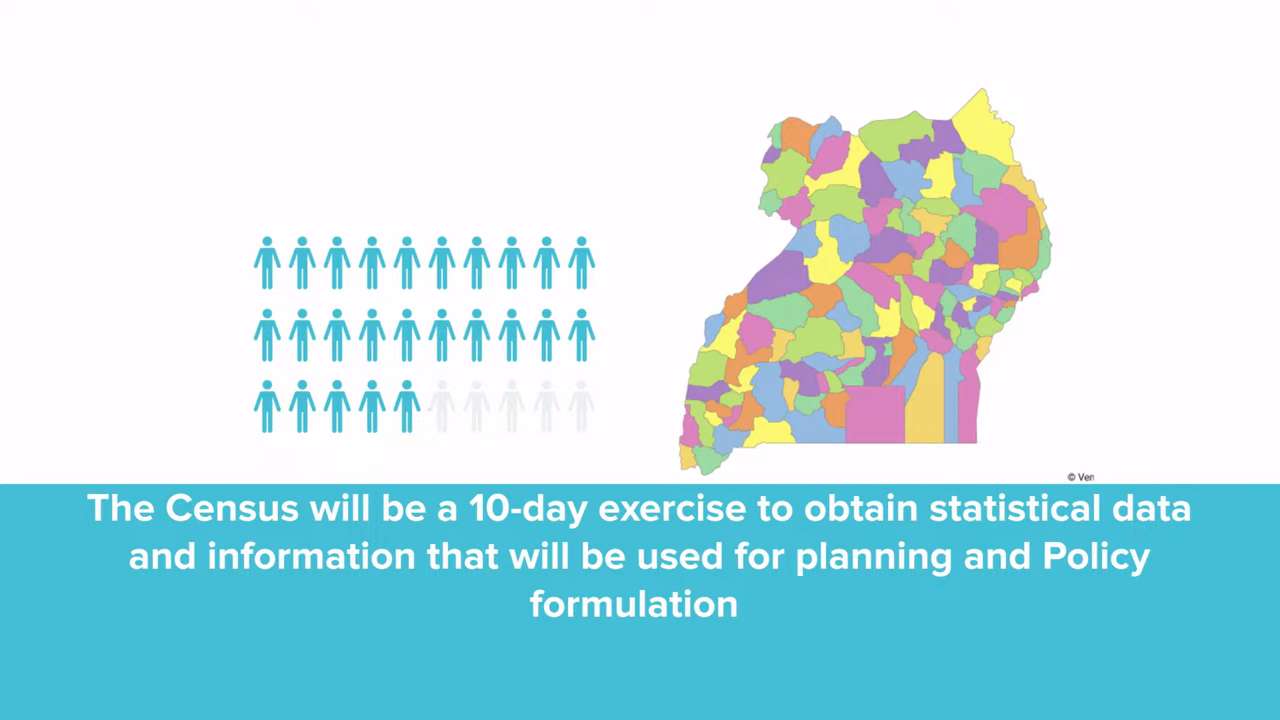 © Ven
The Census will be a 10-day exercise to obtain statistical data
and information that will be used for planning and Policy
formulation